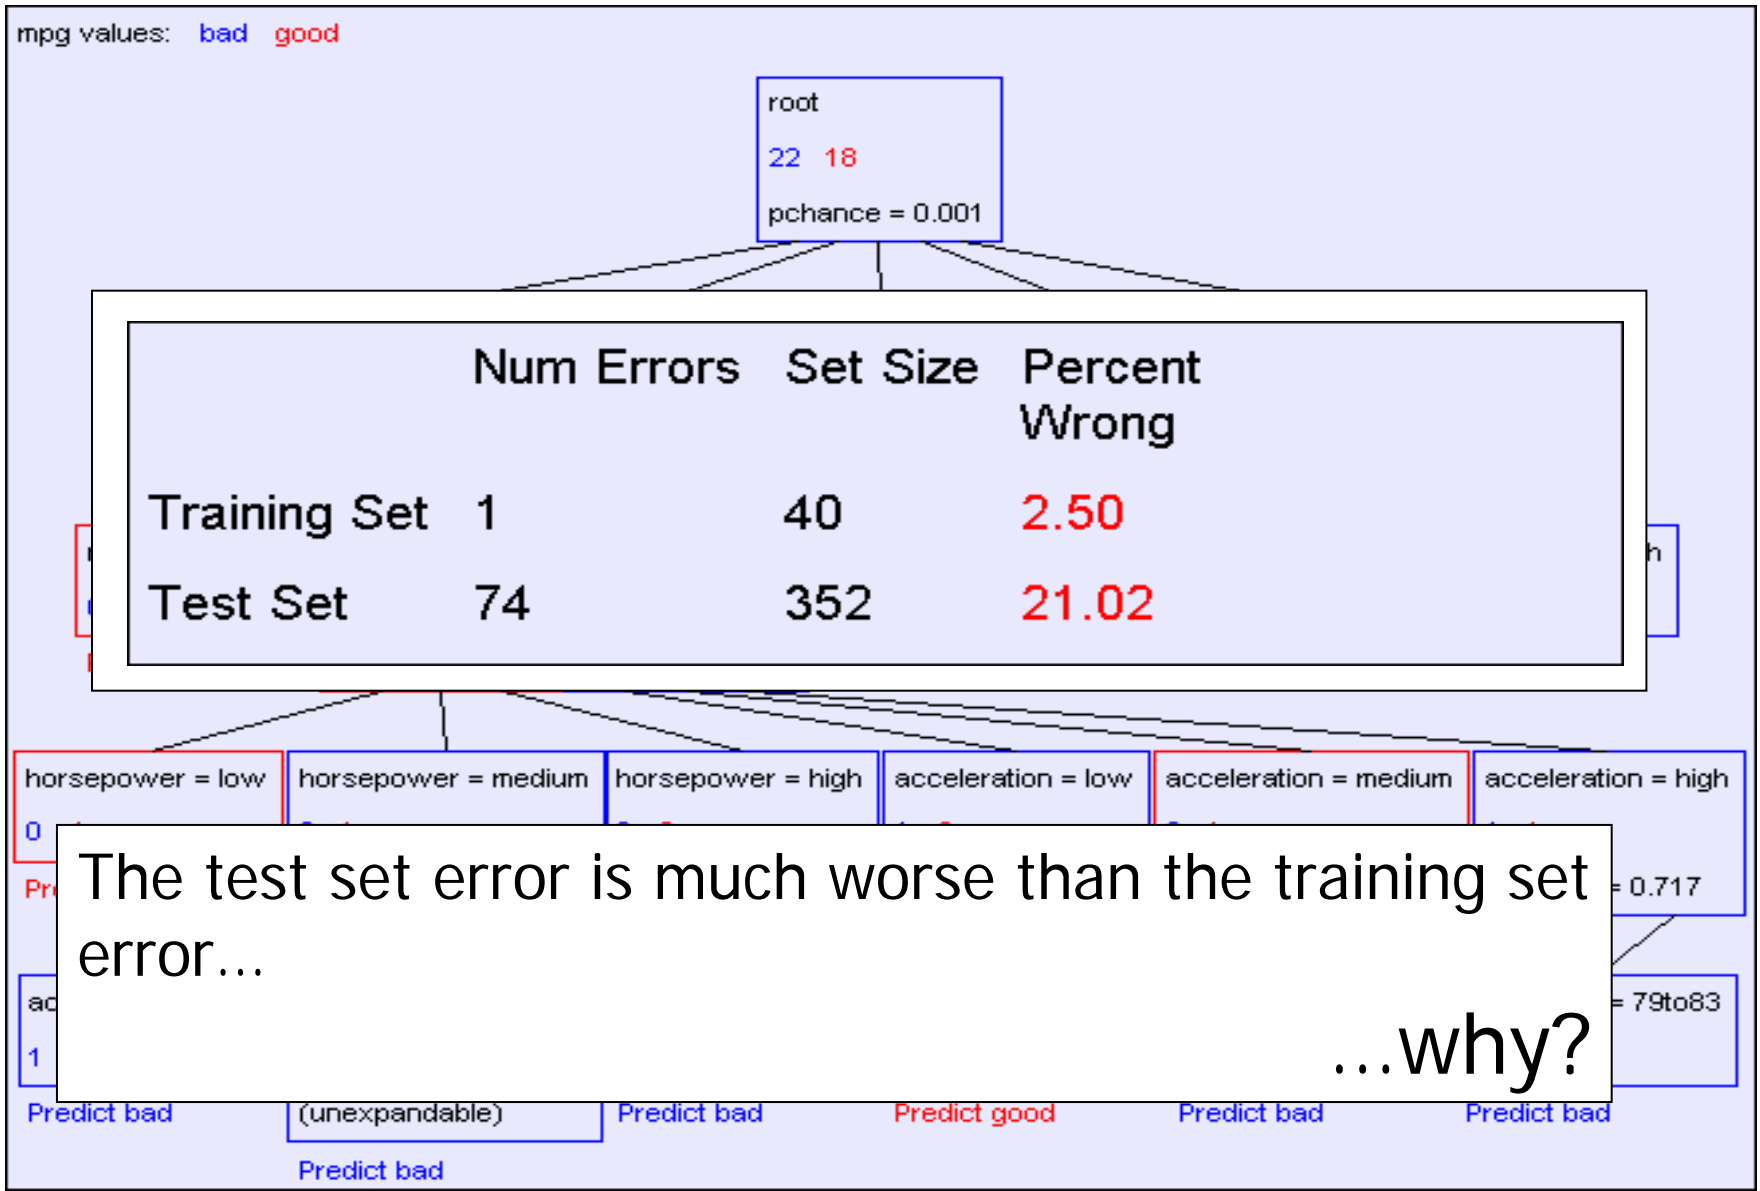 mpg values: bad good
root
22 18
pchance = 0.001
Num Errors Set Size Percent
Wrong
Training Set 1 40 2.50
Test Set 74 352 21.02
h
horsepower = low horsepower = medium horsepower = high acceleration = low acceleration = medium acceleration = high
0
Pr
= 0.717
The test set error is much worse than the training set
error...
...why?
ac
= 79to83
1
Predict bad (unexpandable) Predict bad Predict good Predict bad Predict bad
Predict bad